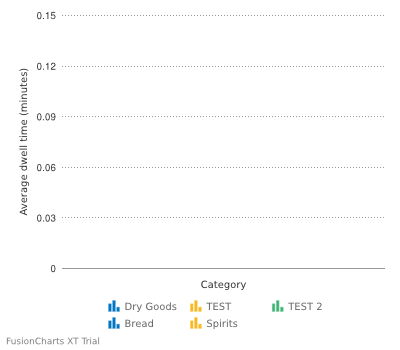 0.15
0.12
0.09
0.06
0.03
0
Average dwell time (minutes)
Category
Dry Goods TEST TEST 2
Bread Spirits
FusionCharts XT Trial